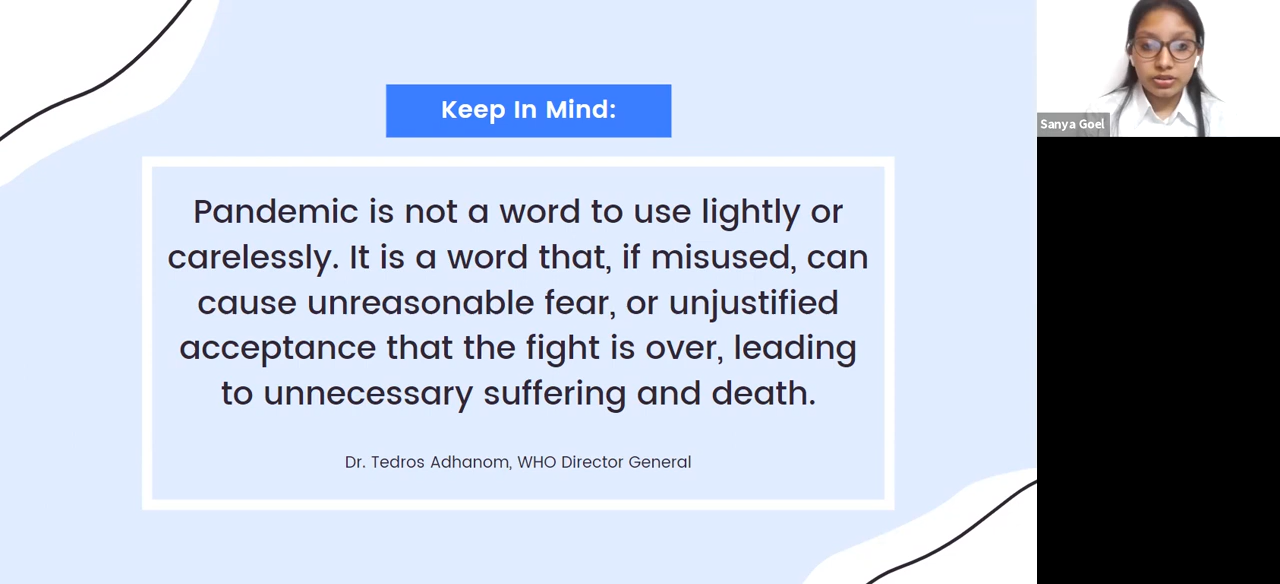 Keep In Mind:
Pandemic is not a word to use lightly or
carelessly. It is a word that, if misused, can
cause unreasonable fear, or unjustified
acceptance that the fight is over, leading
to unnecessary suffering and death.
Dr. Tedros Adhanom, WHO Director General
Sanya Goel